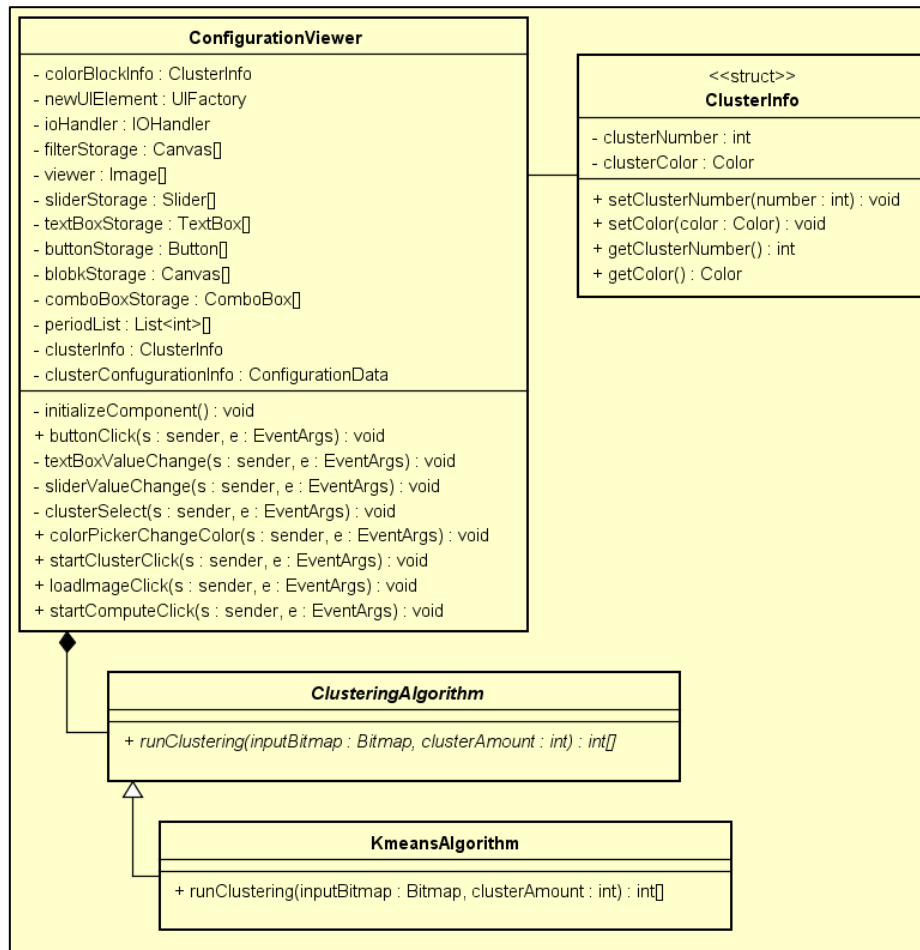 ConfigurationViewer
- colorBlockInfo : ClusterInfo
- newUIElement : UIFactory
- ioHandler : IOHandler
- filterStorage : Canvas[]
- viewer : Image[]
- sliderStorage : Slider[]
- textBoxStorage : TextBox[]
- buttonStorage : Button[]
- blobkStorage : Canvas[]
- comboBoxStorage : ComboBox[]
- periodList : List<int>[]
- clusterInfo : ClusterInfo
- clusterConfugurationInfo : ConfigurationData
- initializeComponent() : void
+ buttonClick(s : sender, e : EventArgs) : void
- textBoxValueChange(s : sender, e : EventArgs) : void
- sliderValueChange(s : sender, e : EventArgs) : void
- clusterSelect(s : sender, e : EventArgs) : void
+ colorPickerChangeColor(s : sender, e : EventArgs) : void
+ startClusterClick(s : sender, e : EventArgs) : void
+ loadImageClick(s : sender, e : EventArgs) : void
+ startComputeClick(s : sender, e : EventArgs) : void
<<struct>>
ClusterInfo
- clusterNumber : int
- clusterColor : Color
+ setClusterNumber(number : int) : void
+ setColor(color : Color) : void
+ getClusterNumber() : int
+ getColor() : Color
ClusteringAlgorithm
+ runClustering(inputBitmap : Bitmap, clusterAmount : int) : int[]
KmeansAlgorithm
+ runClustering(inputBitmap : Bitmap, clusterAmount : int) : int[]